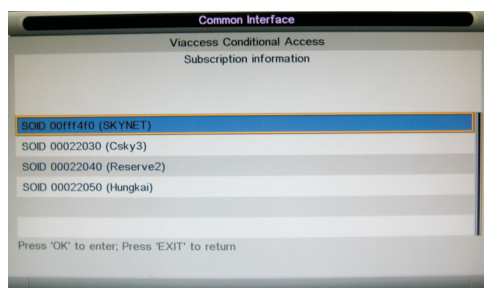 Common Interface
Viaccess Conditional Access
Subscription information
SOID 00fff4f0 (SKYNET)
SOID 00022030 (Csky3)
SOID 00022040 (Reserve2)
SOID 00022050 (Hungkai)
Press 'OK' to enter; Press 'EXIT' to return